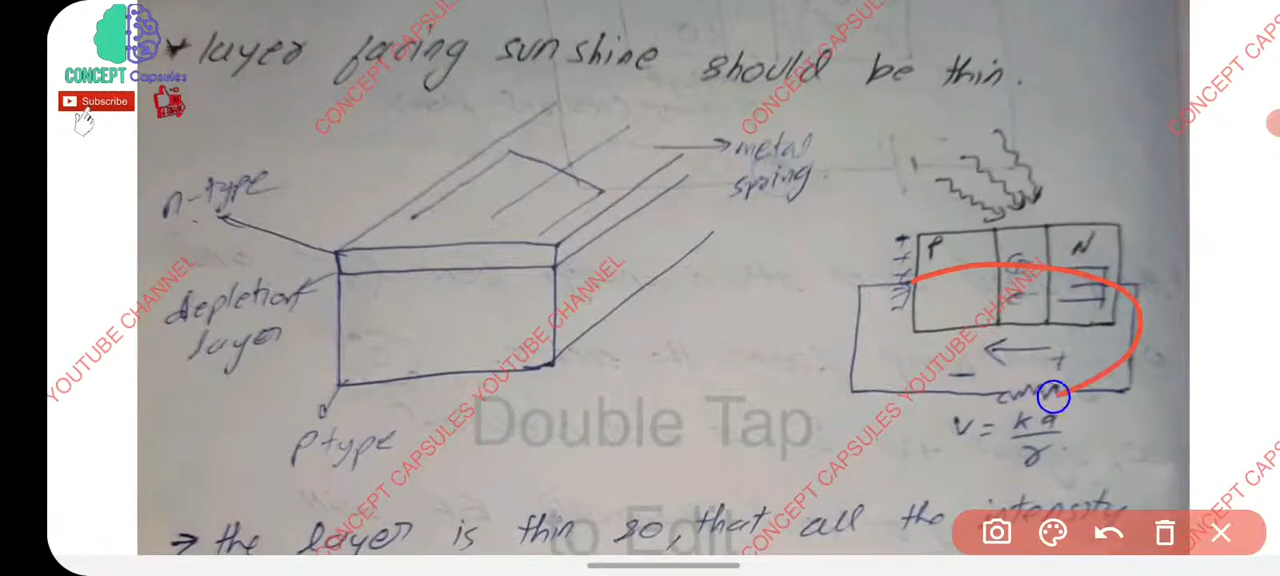 CONCEPT
Capsules
Subscribe
* layer facing sunshine should be thin.
n-type
metal
spring.
depletion
layer
p type
P
N
+
-
V = kq
r
Double Tap
to Edit
→ the layer is thin so, that all the intensity
CONCEPT CAPSULES YOUTUBE CHANNEL